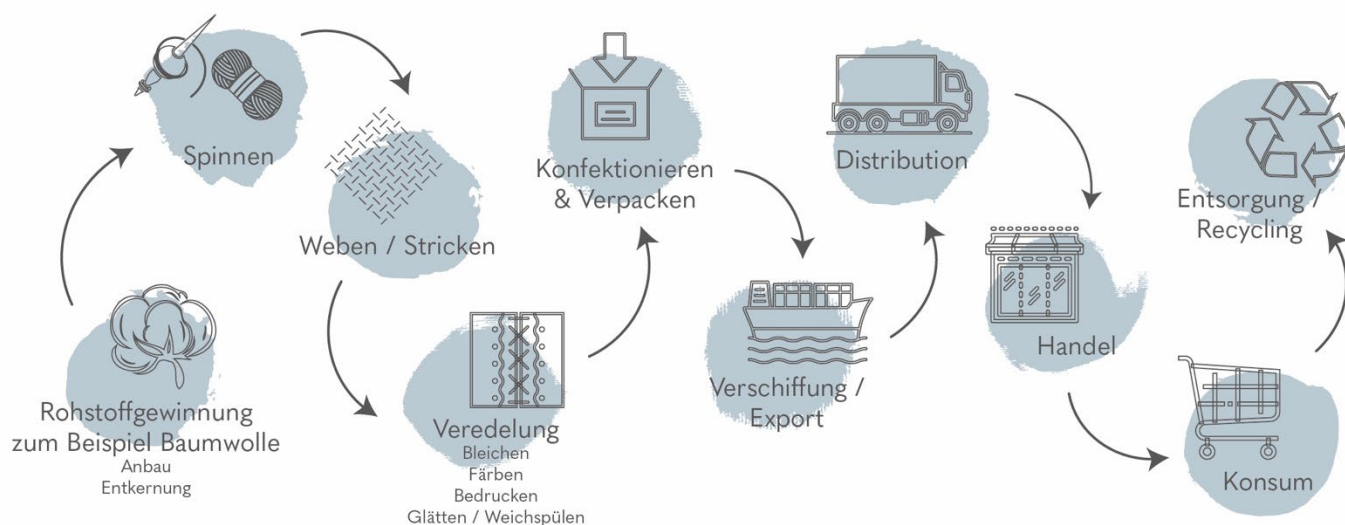 Rohstoffgewinnung
zum Beispiel Baumwolle
Anbau
Entkernung
Spinnen
Weben / Stricken
Veredelung
Bleichen
Färben
Bedrucken
Glätten / Weichspülen
Konfektionieren
& Verpacken
Verschiffung /
Export
Distribution
Handel
Konsum
Entsorgung /
Recycling